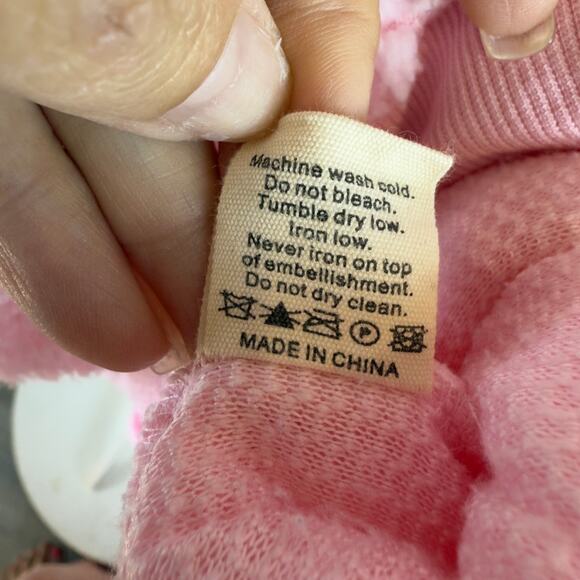 Machine wash cold.
Do not bleach.
Tumble dry low.
Iron low.
Never iron on top
of embellishment.
Do not dry clean.
P
MADE IN CHINA